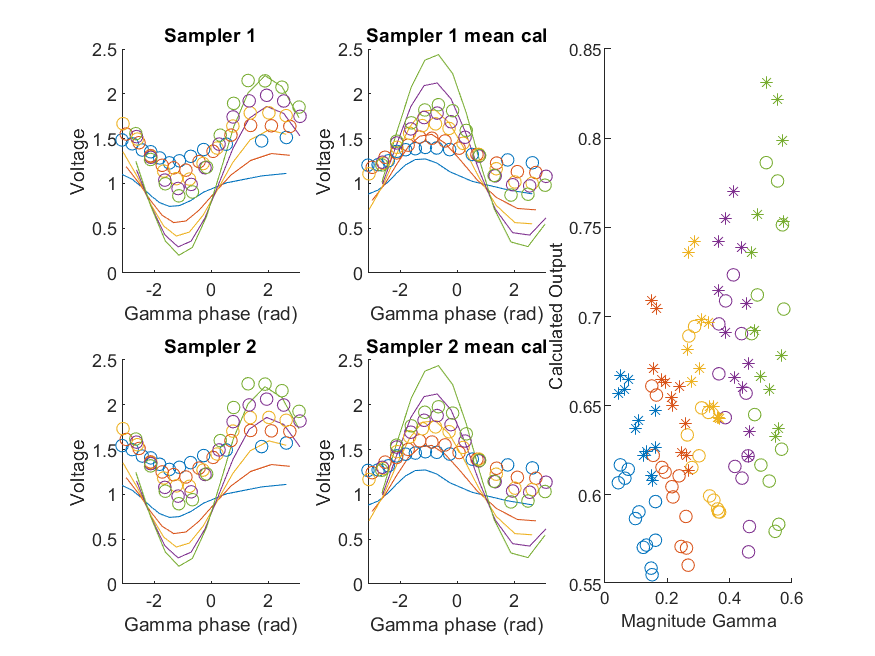 Sampler 1
2.5
2
1.5
1
0.5
0
Voltage
-2 0 2
Gamma phase (rad)
Sampler 1 mean cal
2.5
2
1.5
1
0.5
0
Voltage
-2 0 2
Gamma phase (rad)
Sampler 2
2.5
2
1.5
1
0.5
0
Voltage
-2 0 2
Gamma phase (rad)
Sampler 2 mean cal
2.5
2
1.5
1
0.5
0
Voltage
-2 0 2
Gamma phase (rad)
0.85
0.8
0.75
0.7
0.65
0.6
0.55
Calculated Output
0 0.2 0.4 0.6
Magnitude Gamma